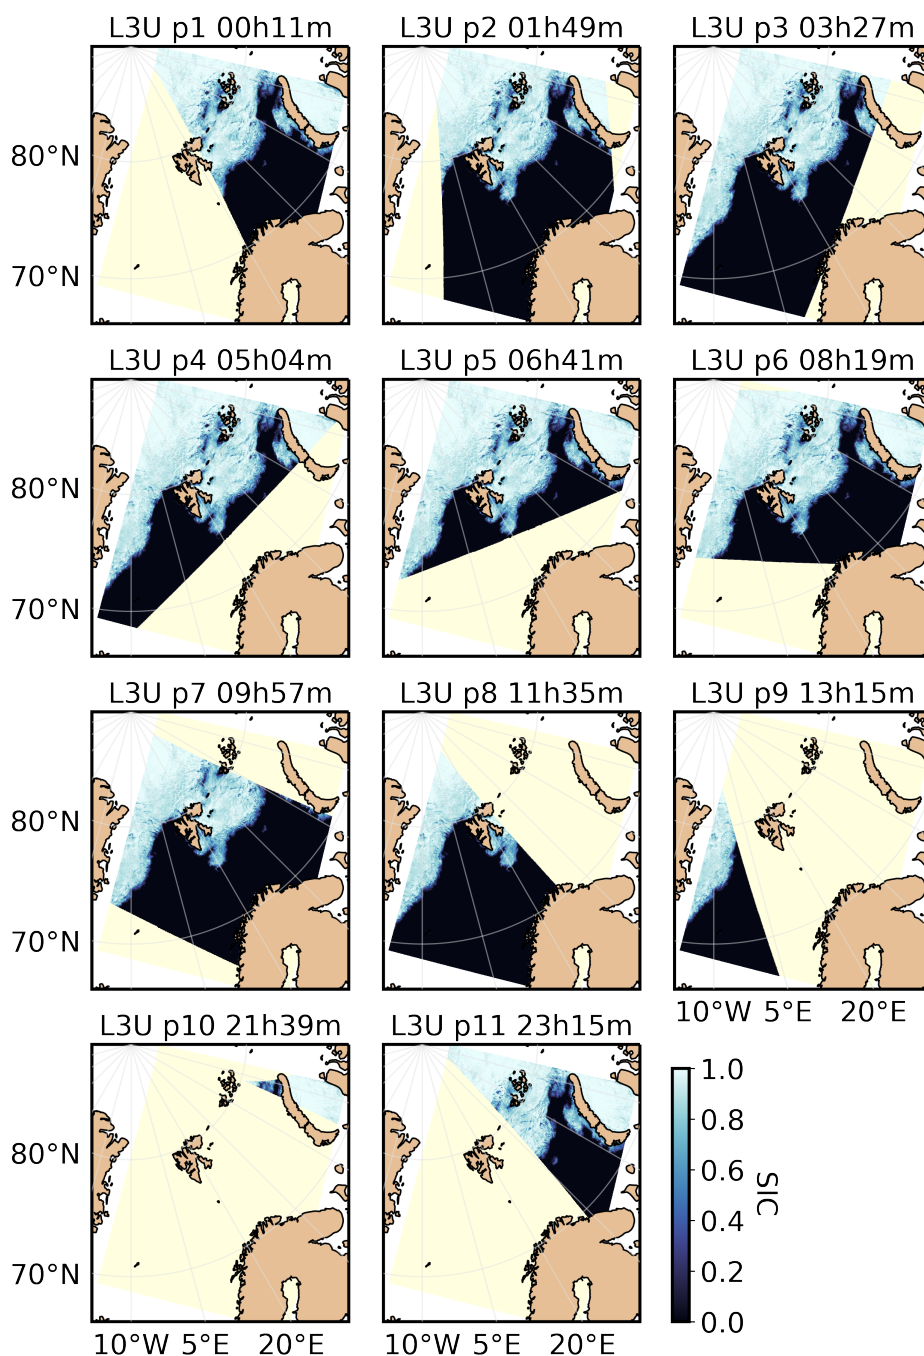 L3U p1 00h11m L3U p2 01h49m L3U p3 03h27m
80°N
70°N
L3U p4 05h04m L3U p5 06h41m L3U p6 08h19m
80°N
70°N
L3U p7 09h57m L3U p8 11h35m L3U p9 13h15m
80°N
70°N
10°W 5°E 20°E
L3U p10 21h39m L3U p11 23h15m
80°N
70°N
10°W 5°E 20°E 10°W 5°E 20°E
1.0
0.8
0.6
0.4
0.2
0.0
SIC